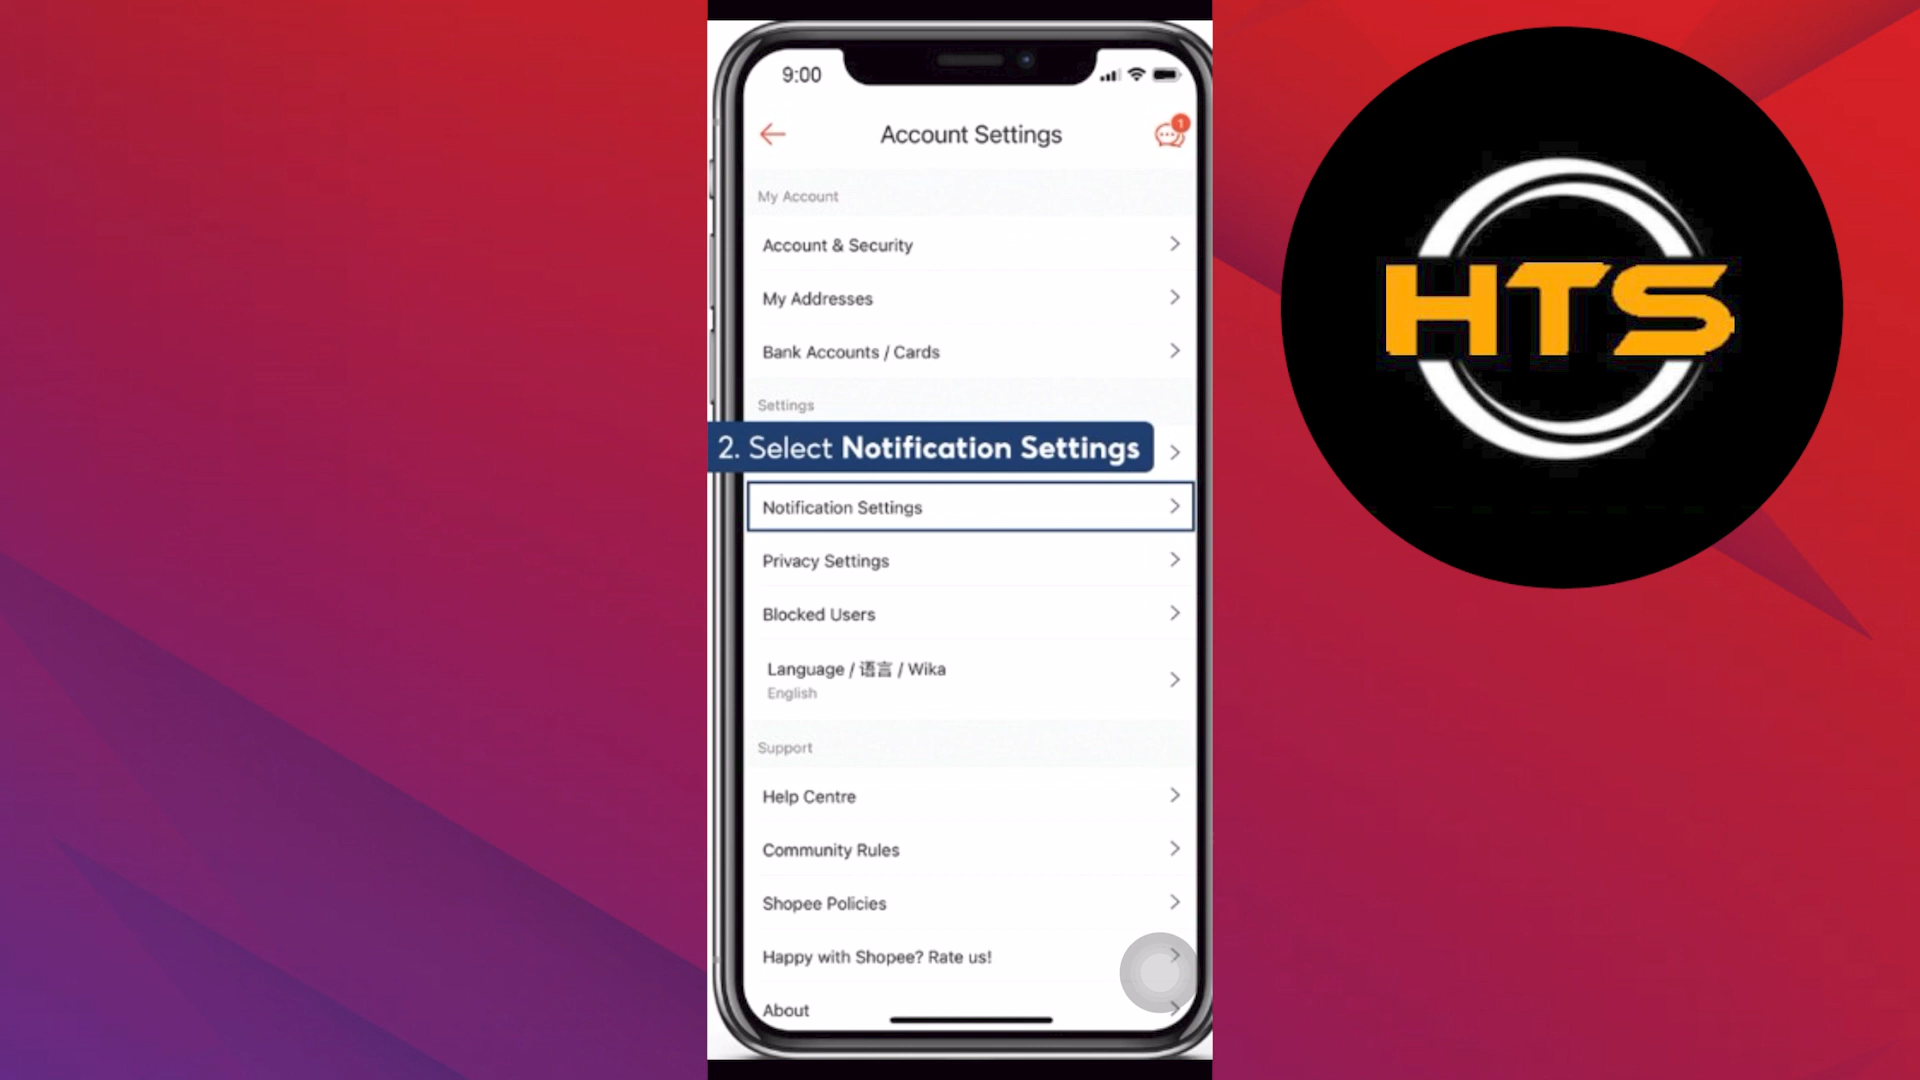 9:00
Account Settings
1
My Account
Account & Security
My Addresses
Bank Accounts / Cards
Settings
2. Select Notification Settings
Notification Settings
Privacy Settings
Blocked Users
Language / 语言 / Wika
English
Support
Help Centre
Community Rules
Shopee Policies
Happy with Shopee? Rate us!
About
HTS